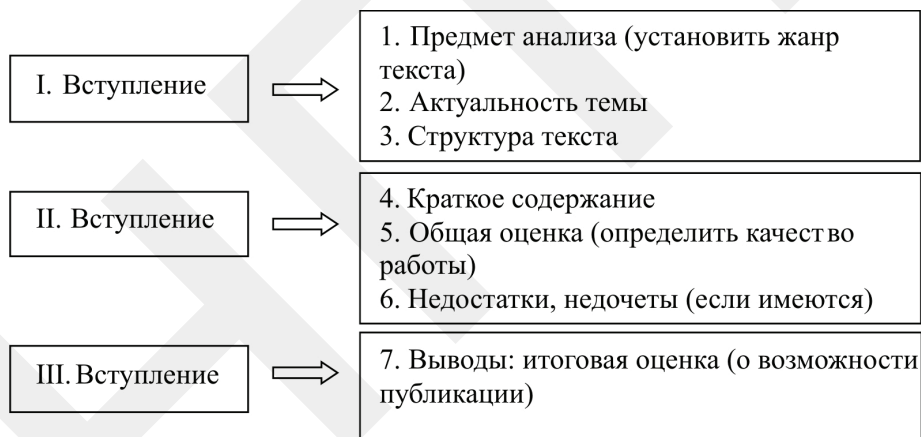 I. Вступление
1. Предмет анализа (установить жанр
текста)
2. Актуальность темы
3. Структура текста
II. Вступление
4. Краткое содержание
5. Общая оценка (определить качество
работы)
6. Недостатки, недочеты (если имеются)
III. Вступление
7. Выводы: итоговая оценка (о возможности
публикации)